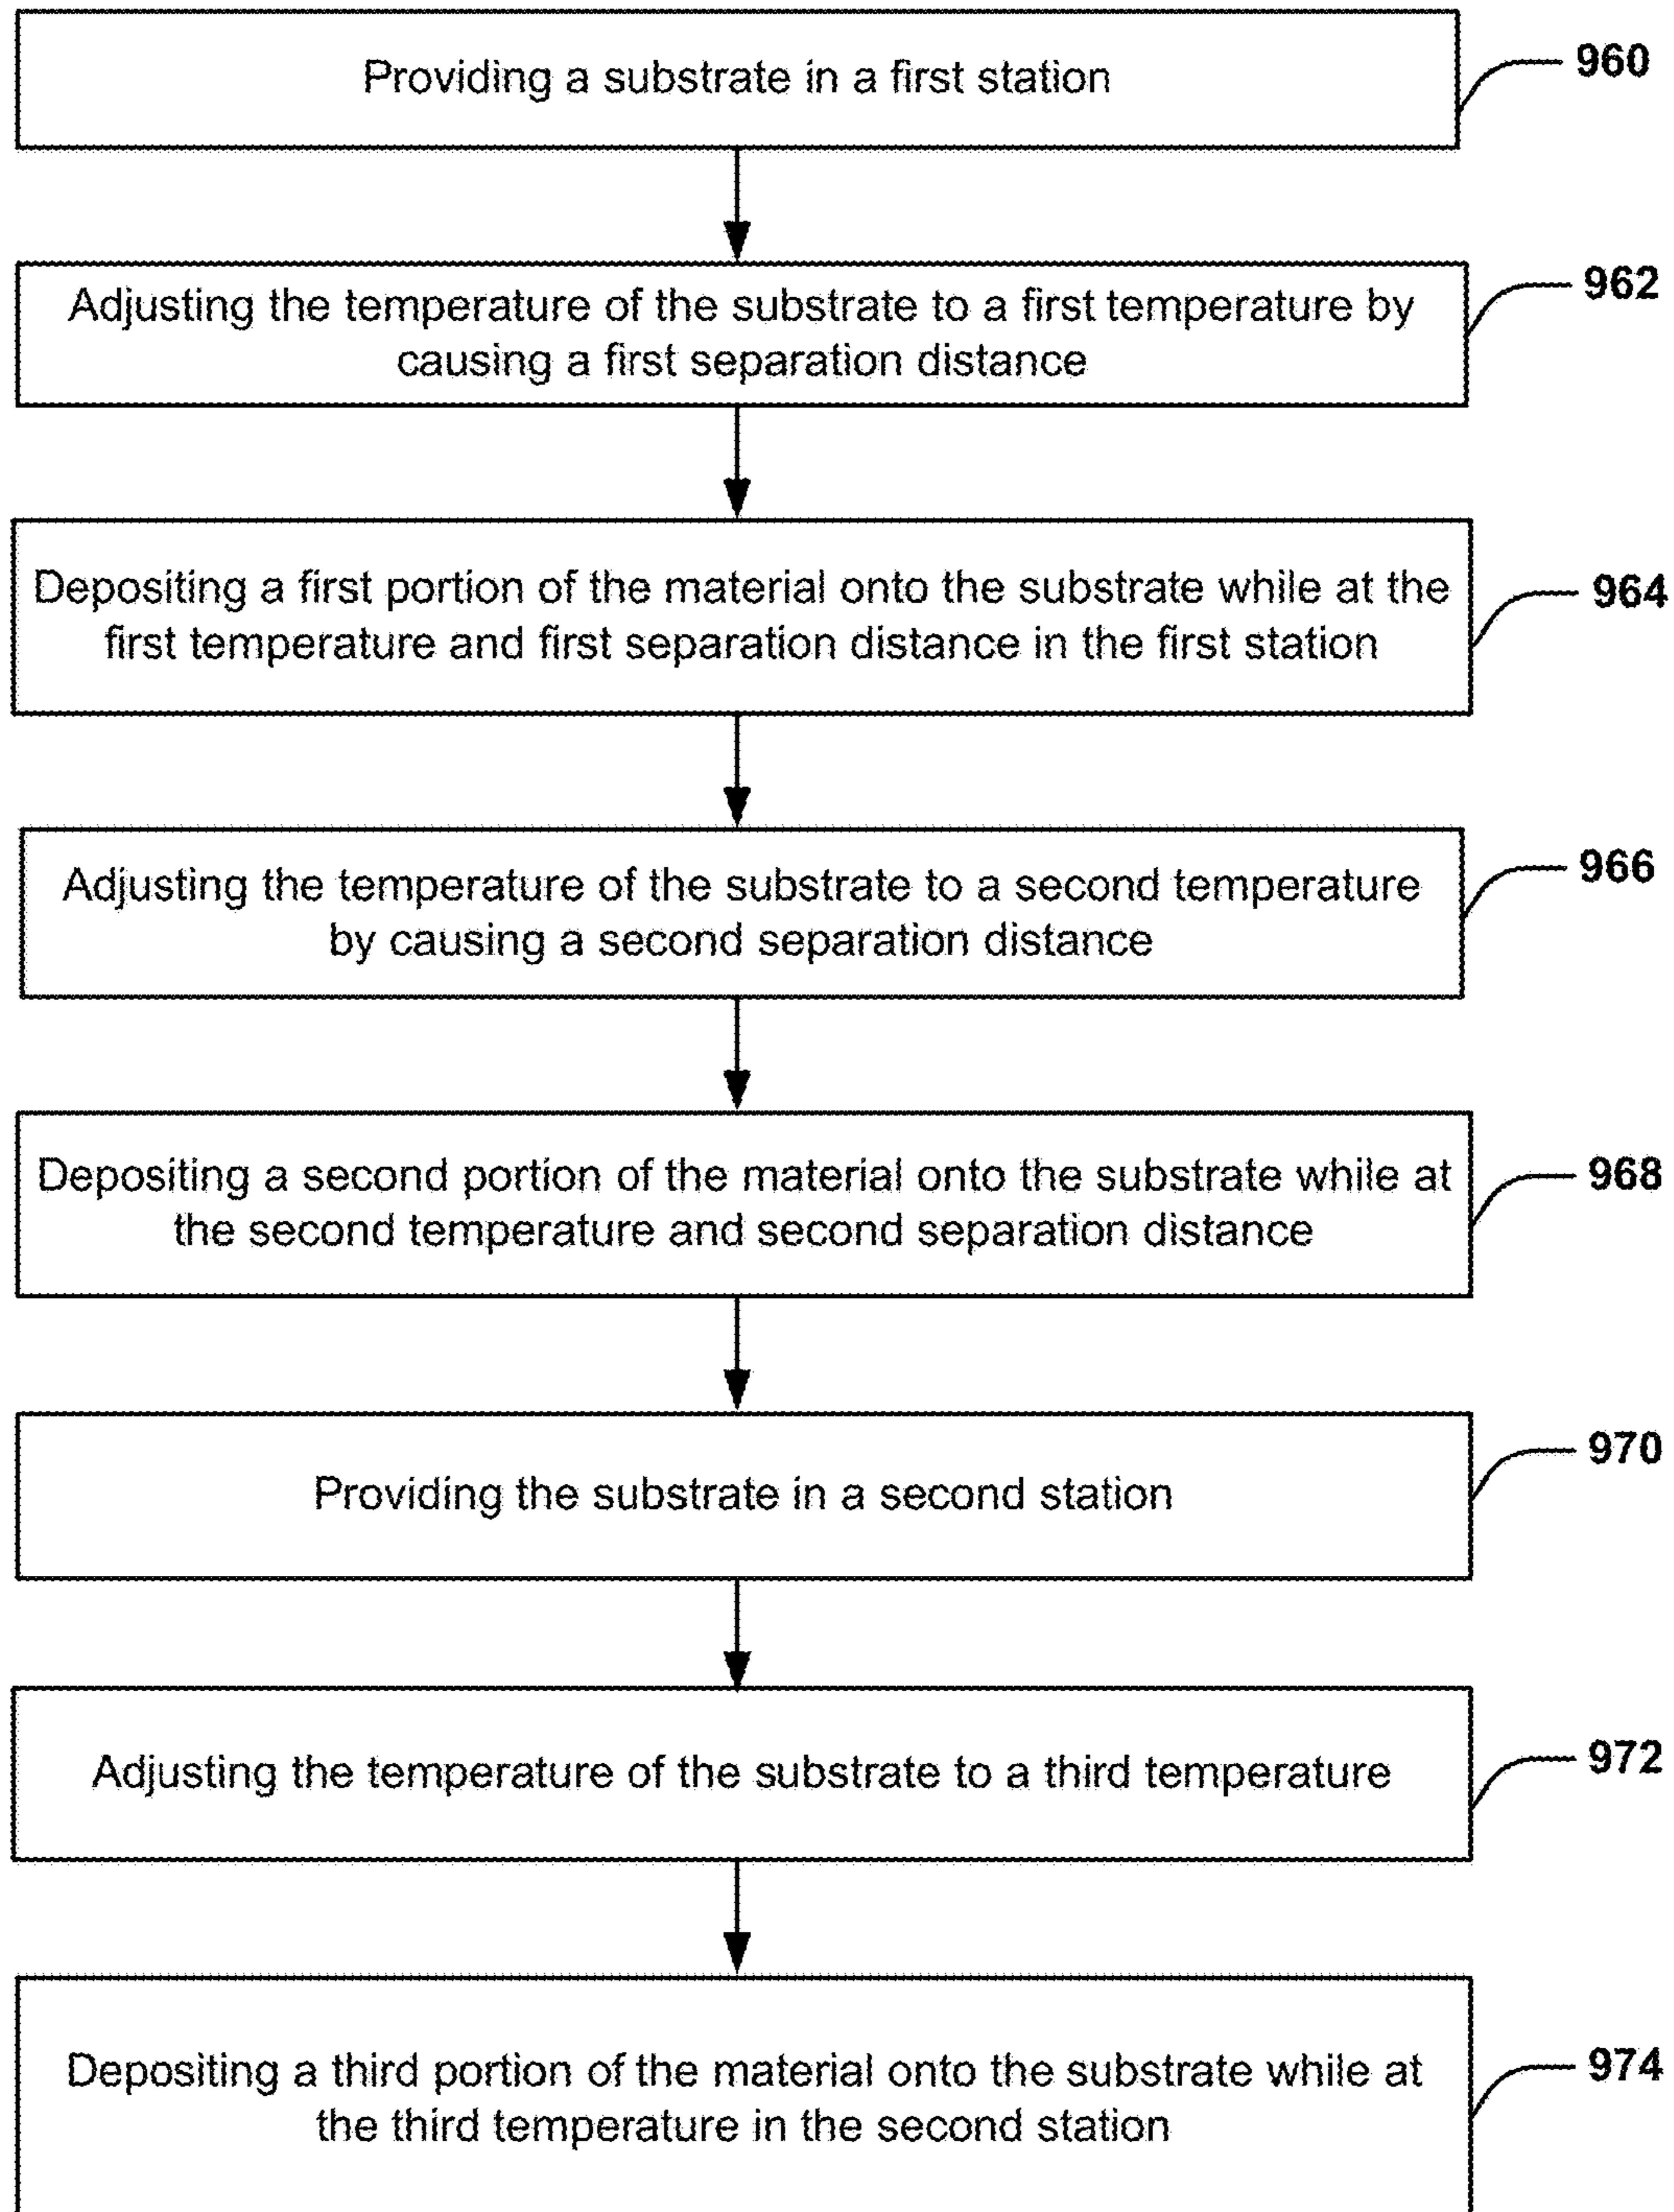 Providing a substrate in a first station
960
Adjusting the temperature of the substrate to a first temperature by
causing a first separation distance
962
Depositing a first portion of the material onto the substrate while at the
first temperature and first separation distance in the first station
964
Adjusting the temperature of the substrate to a second temperature
by causing a second separation distance
966
Depositing a second portion of the material onto the substrate while at
the second temperature and second separation distance
968
Providing the substrate in a second station
970
Adjusting the temperature of the substrate to a third temperature
972
Depositing a third portion of the material onto the substrate while at
the third temperature in the second station
974